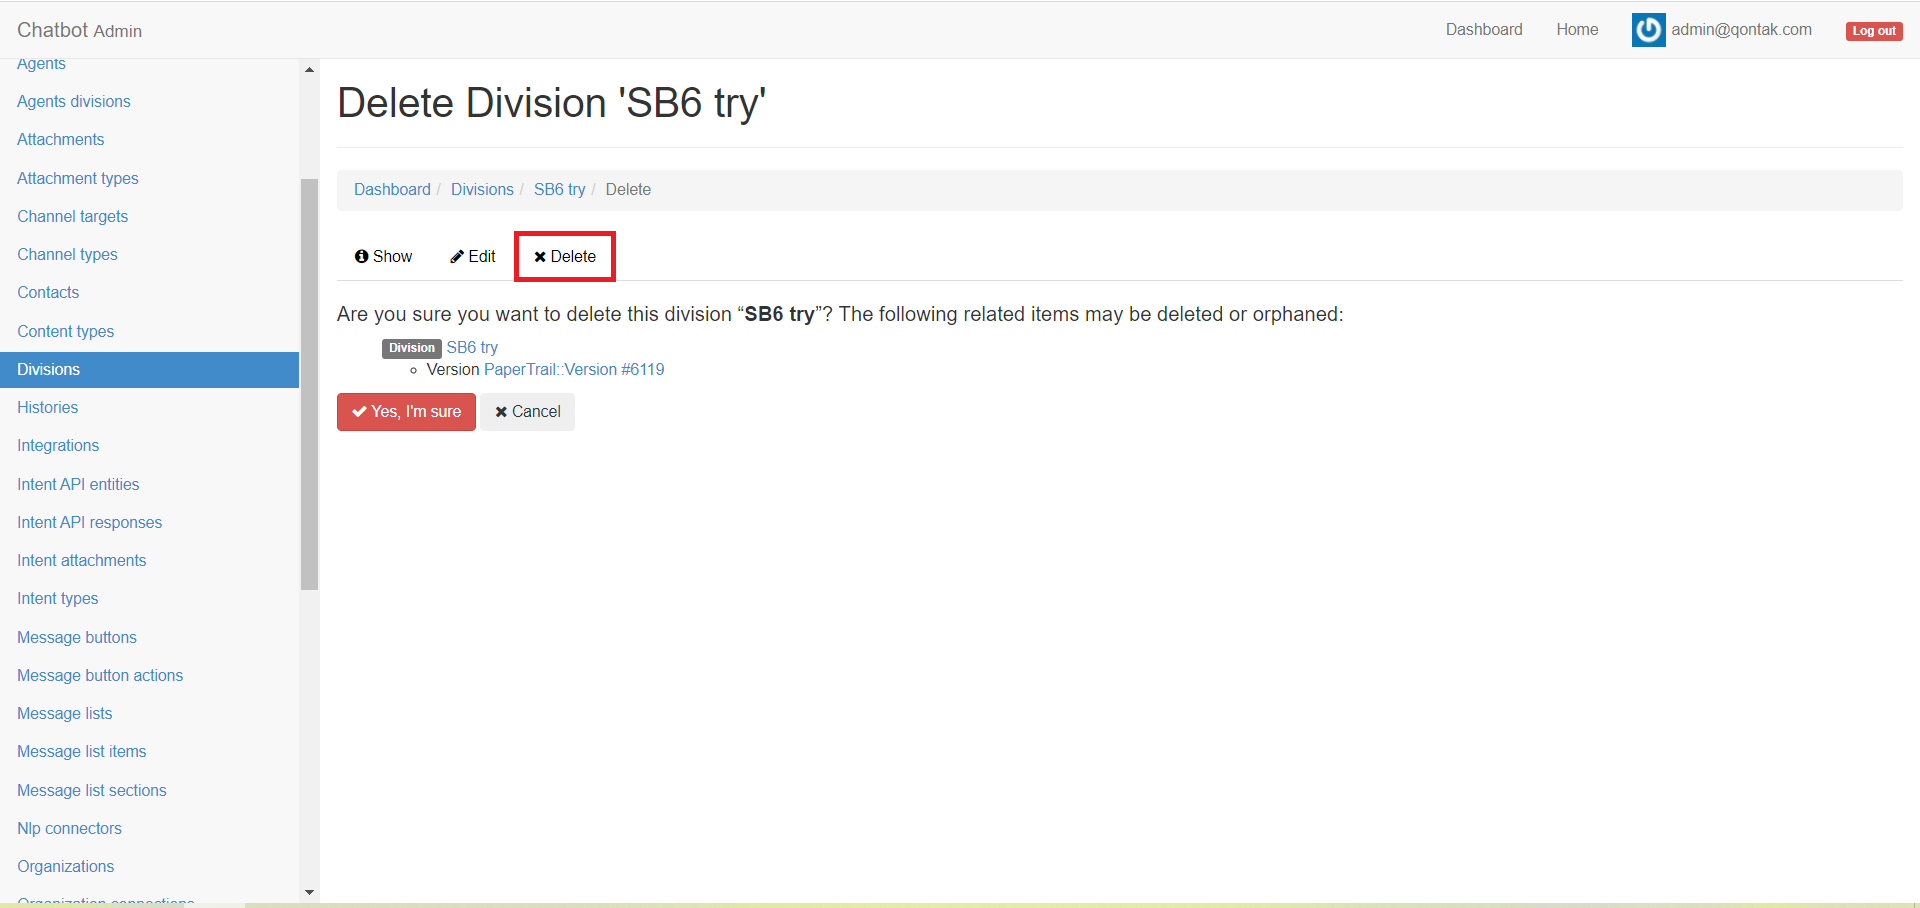 Chatbot Admin
Dashboard
Home
admin@qontak.com
Log out
Agents
Agents divisions
Attachments
Attachment types
Channel targets
Channel types
Contacts
Content types
Divisions
Histories
Integrations
Intent API entities
Intent API responses
Intent attachments
Intent types
Message buttons
Message button actions
Message lists
Message list items
Message list sections
Nlp connectors
Organizations
Organization connections
Delete Division 'SB6 try'
Dashboard / Divisions / SB6 try / Delete
Show
Edit
Delete
Are you sure you want to delete this division “SB6 try”? The following related items may be deleted or orphaned:
Division SB6 try
Version PaperTrail::Version #6119
Yes, I'm sure
Cancel